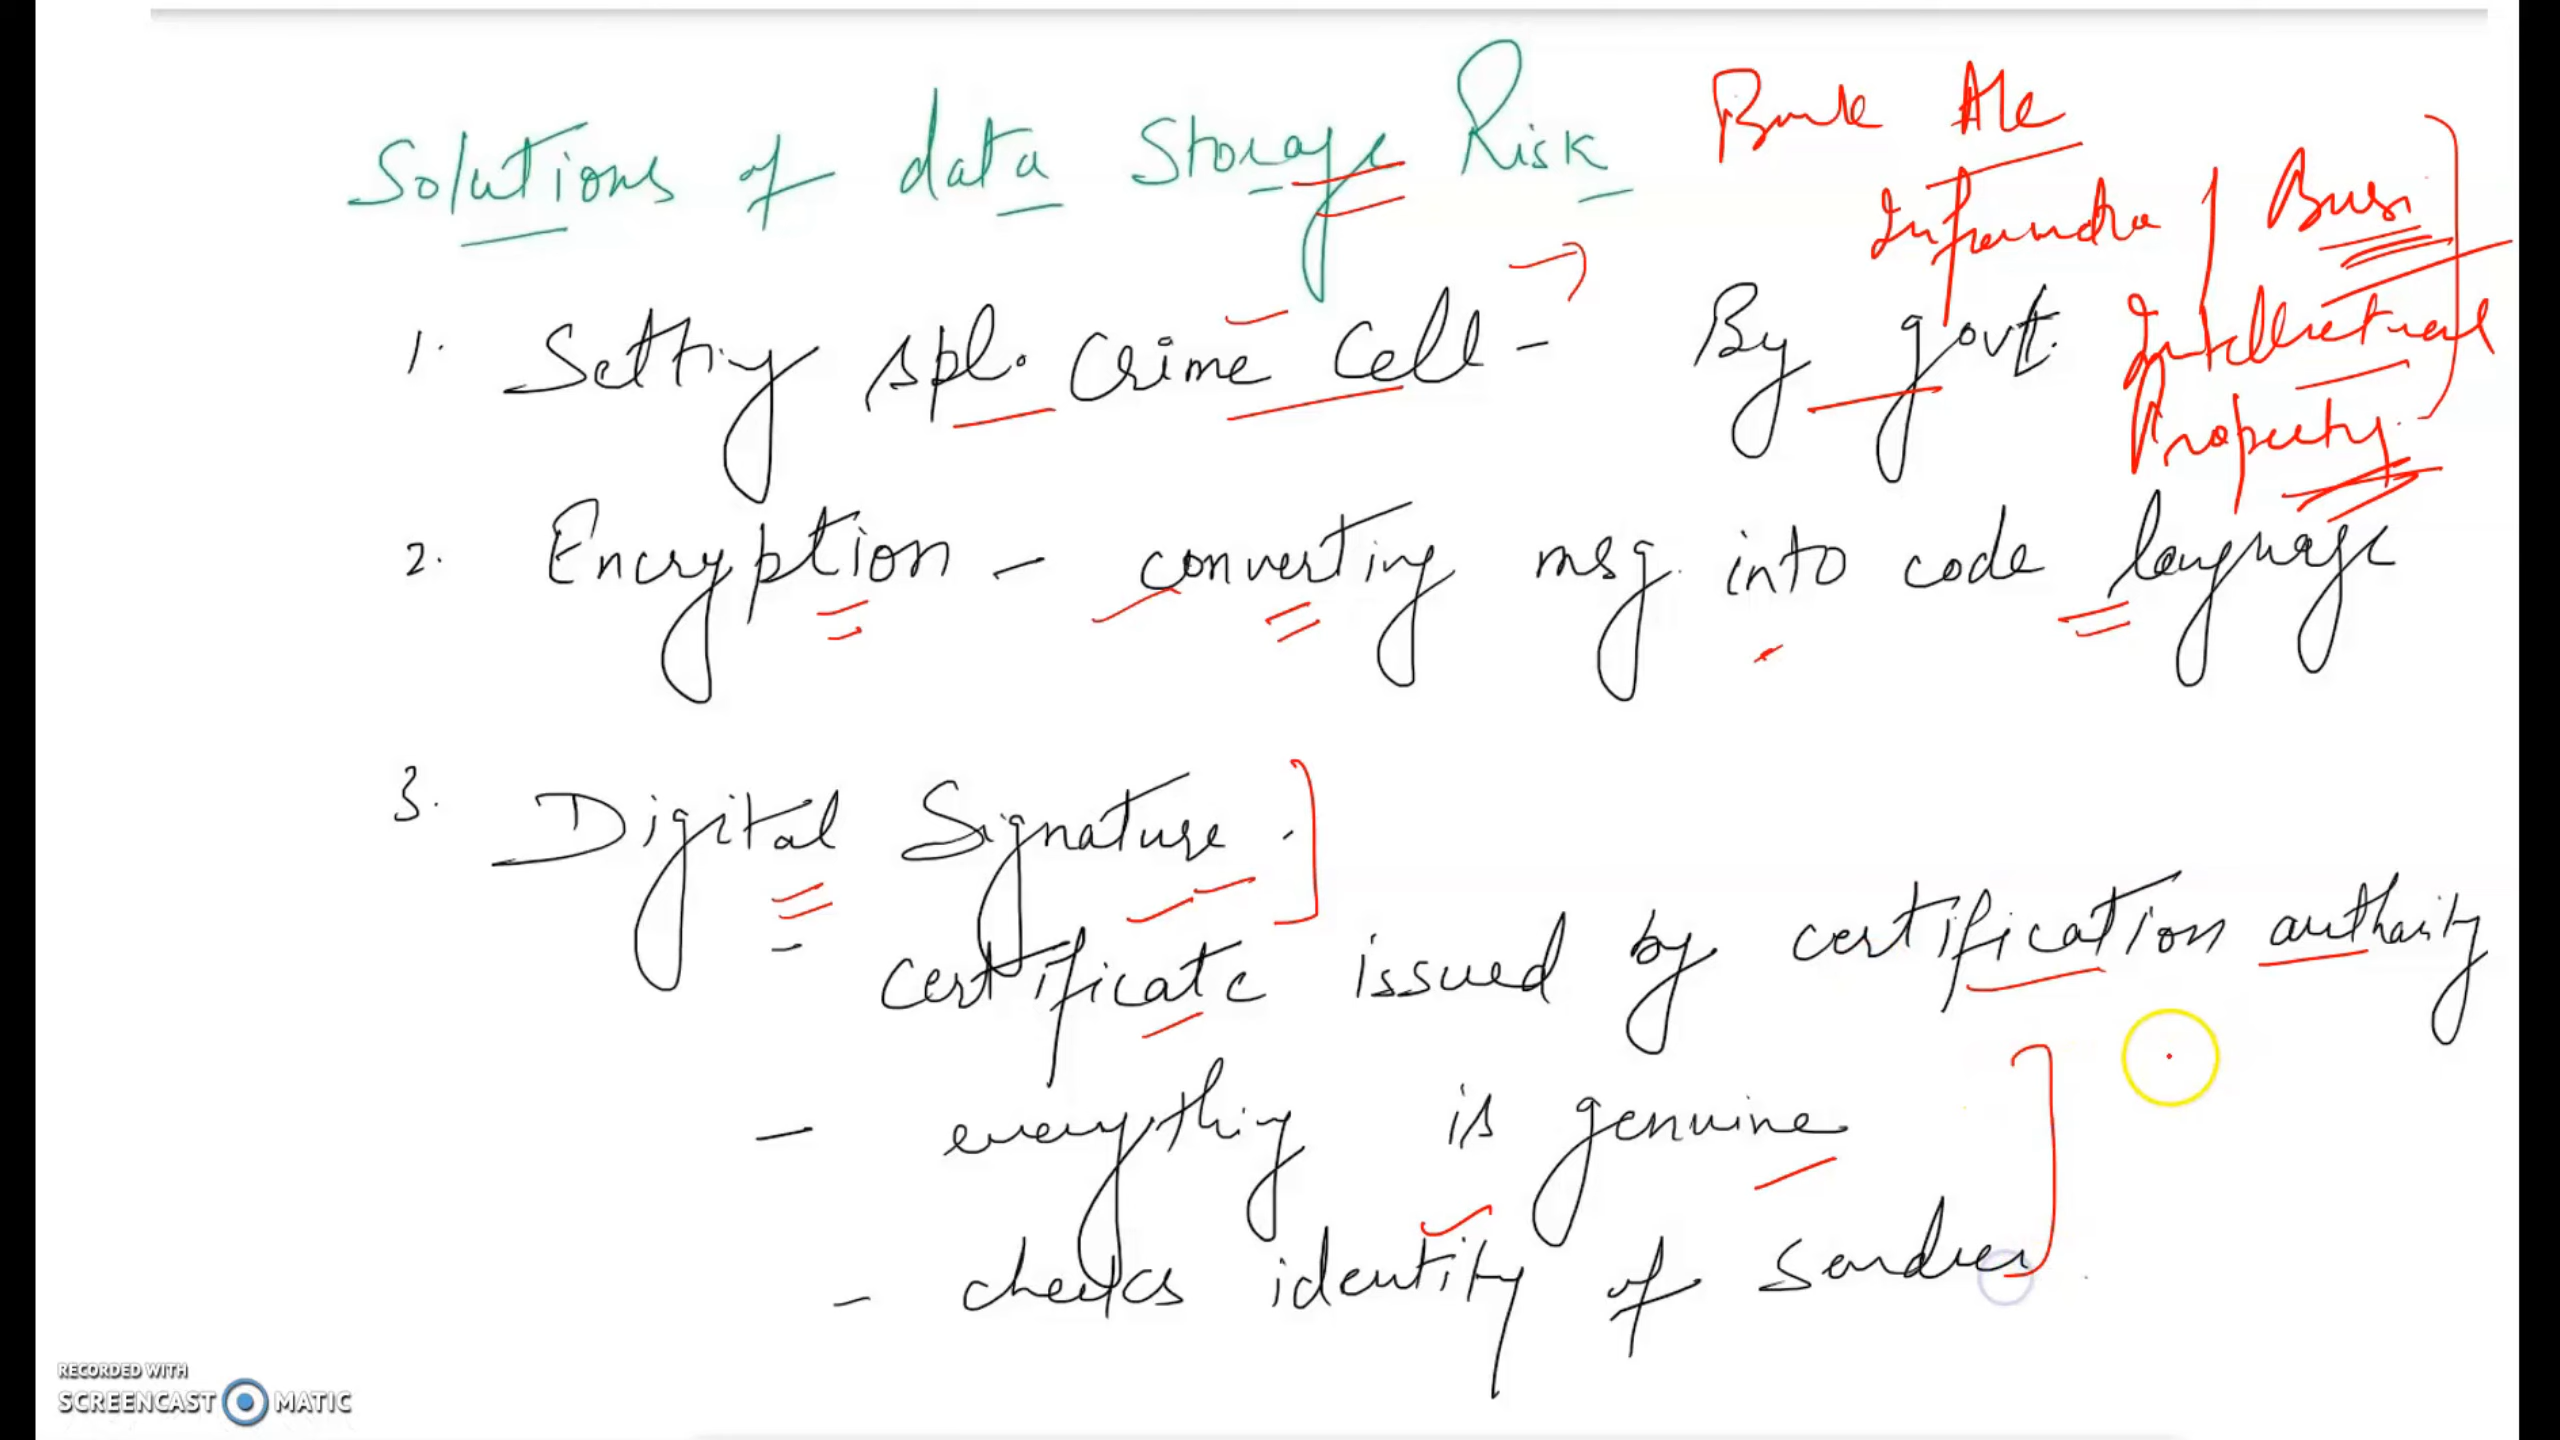 Solutions of data Storage Risk
Bank A/c
Busi
Intellectual
Property
1. Setting spl. Crime Cell - By govt.
2. Encryption - converting msg. into code language
3. Digital Signature.
- certificate issued by certification authority
- everything is genuine
- checks identity of sender
RECORDED WITH
SCREENCAST MATIC